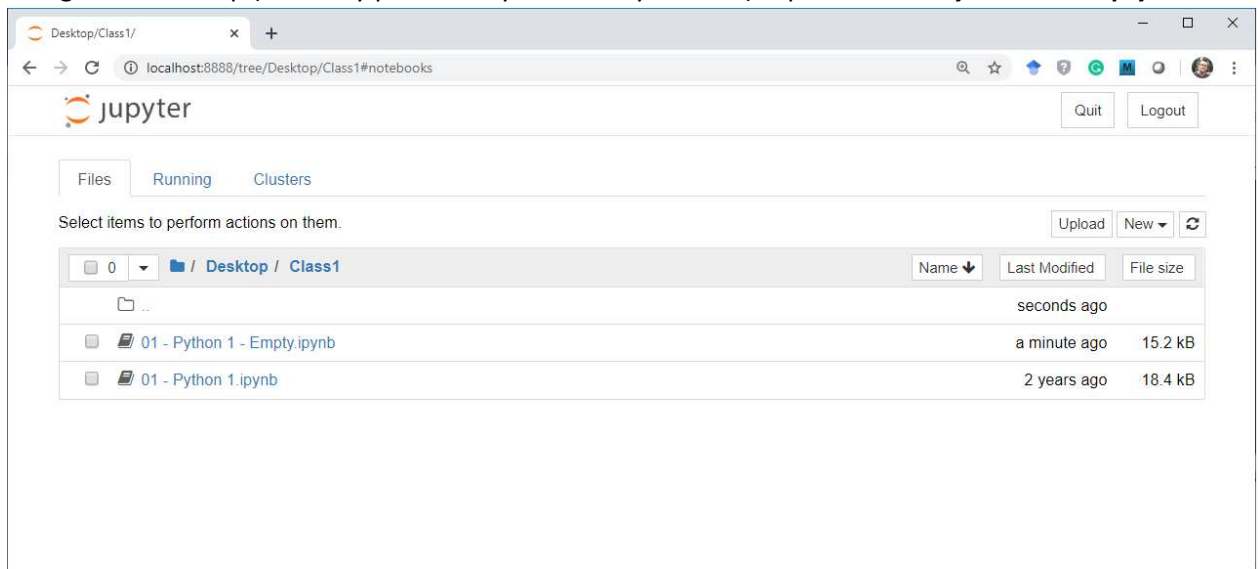 Desktop/Class1/
localhost:8888/tree/Desktop/Class1#notebooks
jupyter
Quit Logout
Files Running Clusters
Select items to perform actions on them.
Upload New
0 / Desktop / Class1 Name Last Modified File size
.. seconds ago
01 - Python 1 - Empty.ipynb a minute ago 15.2 kB
01 - Python 1.ipynb 2 years ago 18.4 kB